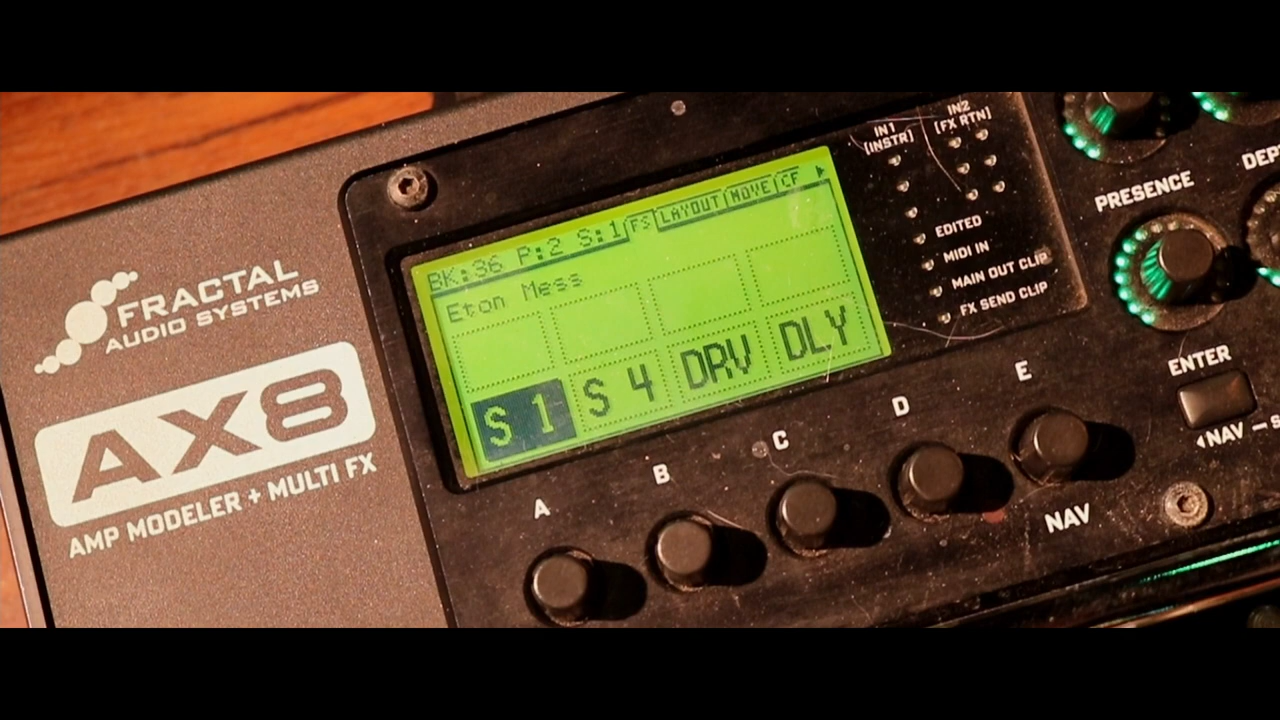 FRACTAL
AUDIO SYSTEMS
AX8
AMP MODELER + MULTI FX
BK:36 P:2 S:1 FS LAYOUT MOVE CF
Eton Mess
S 1 S 4 DRV DLY
IN1
[INSTR]
IN2
[FX RTN]
EDITED
MIDI IN
MAIN OUT CLIP
FX SEND CLIP
PRESENCE
ENTER
NAV
A
B
C
D
E
NAV